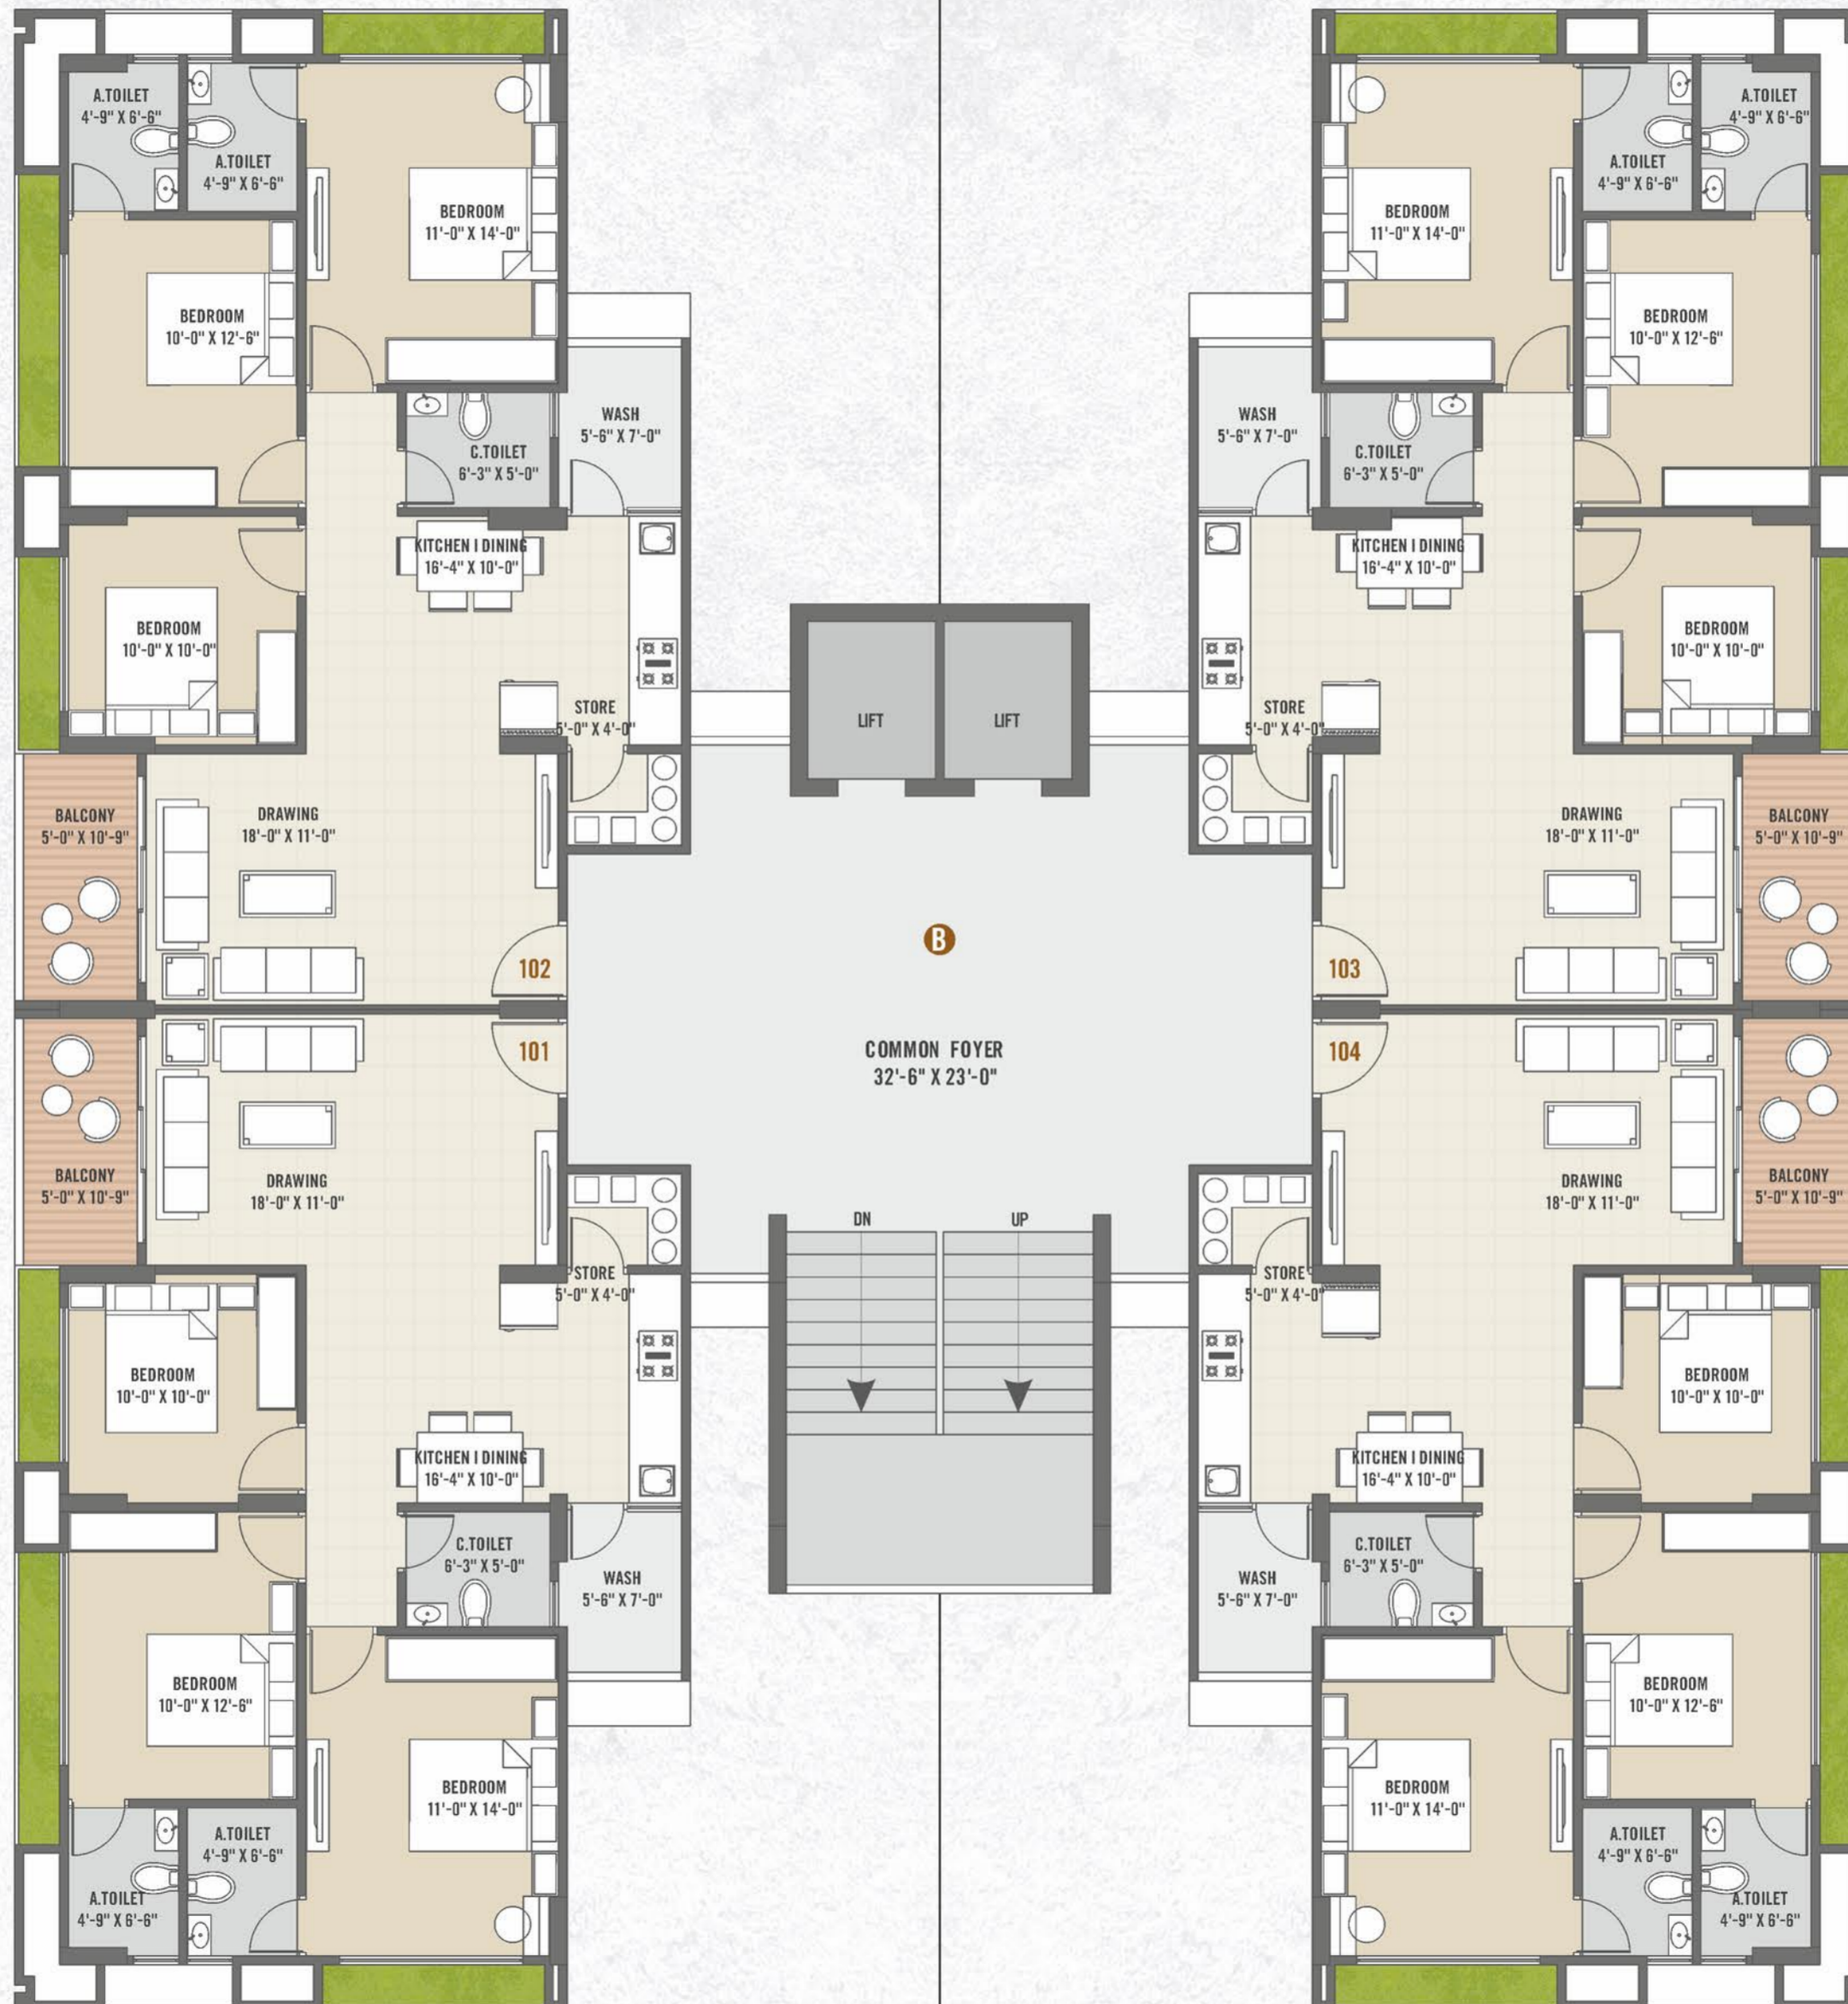 A.TOILET
4'-9" X 6'-6"
A.TOILET
4'-9" X 6'-6"
BEDROOM
11'-0" X 14'-0"
BEDROOM
10'-0" X 12'-6"
WASH
5'-6" X 7'-0"
C.TOILET
6'-3" X 5'-0"
KITCHEN I DINING
16'-4" X 10'-0"
BEDROOM
10'-0" X 10'-0"
STORE
5'-0" X 4'-0"
BALCONY
5'-0" X 10'-9"
DRAWING
18'-0" X 11'-0"
102
A.TOILET
4'-9" X 6'-6"
A.TOILET
4'-9" X 6'-6"
BEDROOM
11'-0" X 14'-0"
BEDROOM
10'-0" X 12'-6"
WASH
5'-6" X 7'-0"
C.TOILET
6'-3" X 5'-0"
KITCHEN I DINING
16'-4" X 10'-0"
BEDROOM
10'-0" X 10'-0"
STORE
5'-0" X 4'-0"
DRAWING
18'-0" X 11'-0"
BALCONY
5'-0" X 10'-9"
103
LIFT
LIFT
B
COMMON FOYER
32'-6" X 23'-0"
DN
UP
101
BALCONY
5'-0" X 10'-9"
DRAWING
18'-0" X 11'-0"
STORE
5'-0" X 4'-0"
BEDROOM
10'-0" X 10'-0"
KITCHEN I DINING
16'-4" X 10'-0"
C.TOILET
6'-3" X 5'-0"
WASH
5'-6" X 7'-0"
BEDROOM
10'-0" X 12'-6"
BEDROOM
11'-0" X 14'-0"
A.TOILET
4'-9" X 6'-6"
A.TOILET
4'-9" X 6'-6"
104
DRAWING
18'-0" X 11'-0"
BALCONY
5'-0" X 10'-9"
STORE
5'-0" X 4'-0"
BEDROOM
10'-0" X 10'-0"
KITCHEN I DINING
16'-4" X 10'-0"
C.TOILET
6'-3" X 5'-0"
WASH
5'-6" X 7'-0"
BEDROOM
10'-0" X 12'-6"
BEDROOM
11'-0" X 14'-0"
A.TOILET
4'-9" X 6'-6"
A.TOILET
4'-9" X 6'-6"